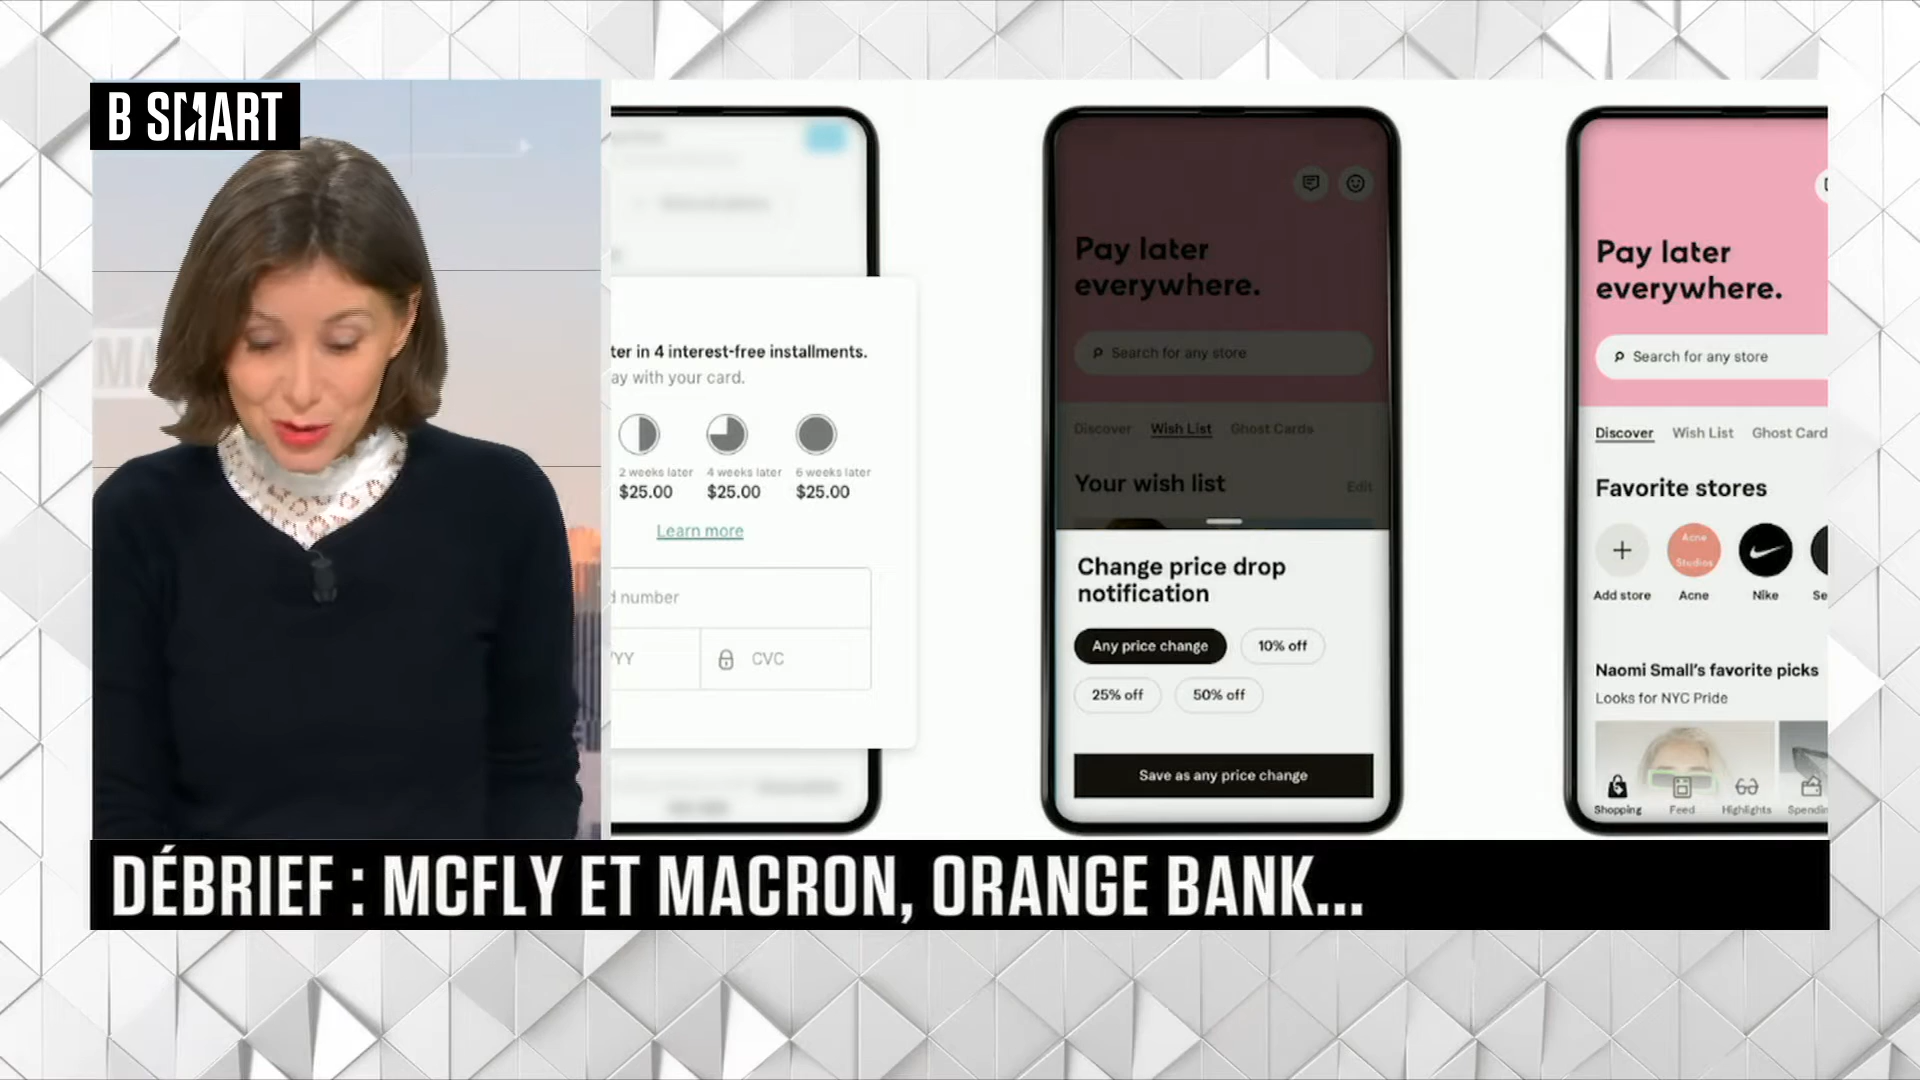 B SMART
MA
ter in 4 interest-free installments.
ay with your card.
2 weeks later 4 weeks later 6 weeks later
$25.00 $25.00 $25.00
Learn more
d number
/YY CVC
Pay later
everywhere.
Search for any store
Discover Wish List Ghost Cards
Your wish list Edit
Change price drop
notification
Any price change 10% off
25% off 50% off
Save as any price change
Pay later
everywhere.
Search for any store
Discover Wish List Ghost Card
Favorite stores
Acne
Studios
Add store Acne Nike Se
Naomi Small's favorite picks
Looks for NYC Pride
Shopping Feed Highlights Spendin
DÉBRIEF : MCFLY ET MACRON, ORANGE BANK...